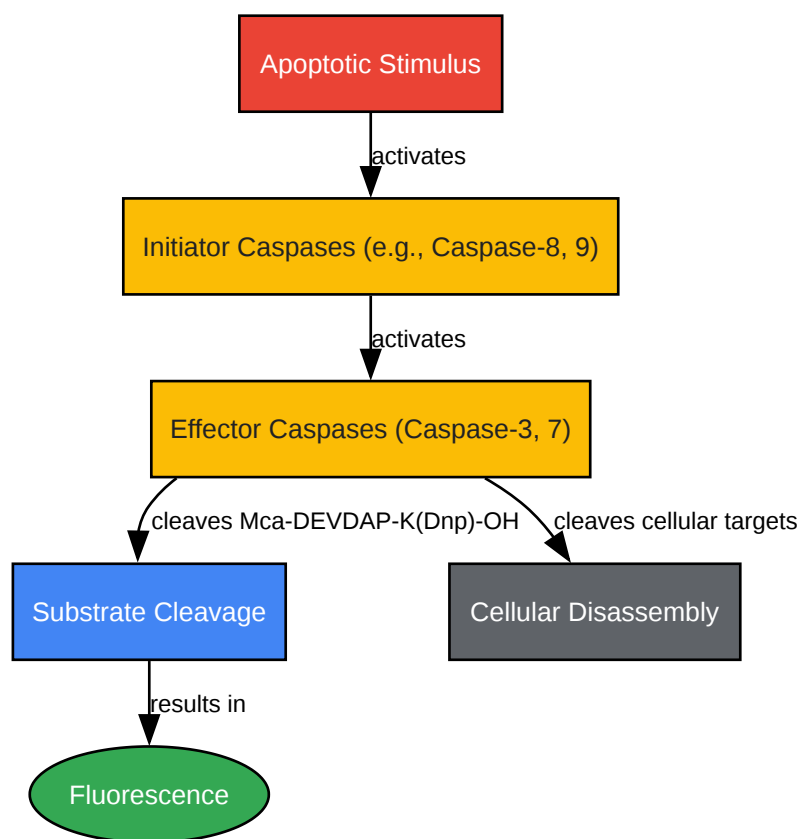 Apoptotic Stimulus
activates
Initiator Caspases (e.g., Caspase-8, 9)
activates
Effector Caspases (Caspase-3, 7)
cleaves Mca-DEVDAP-K(Dnp)-OH
cleaves cellular targets
Substrate Cleavage
Cellular Disassembly
results in
Fluorescence